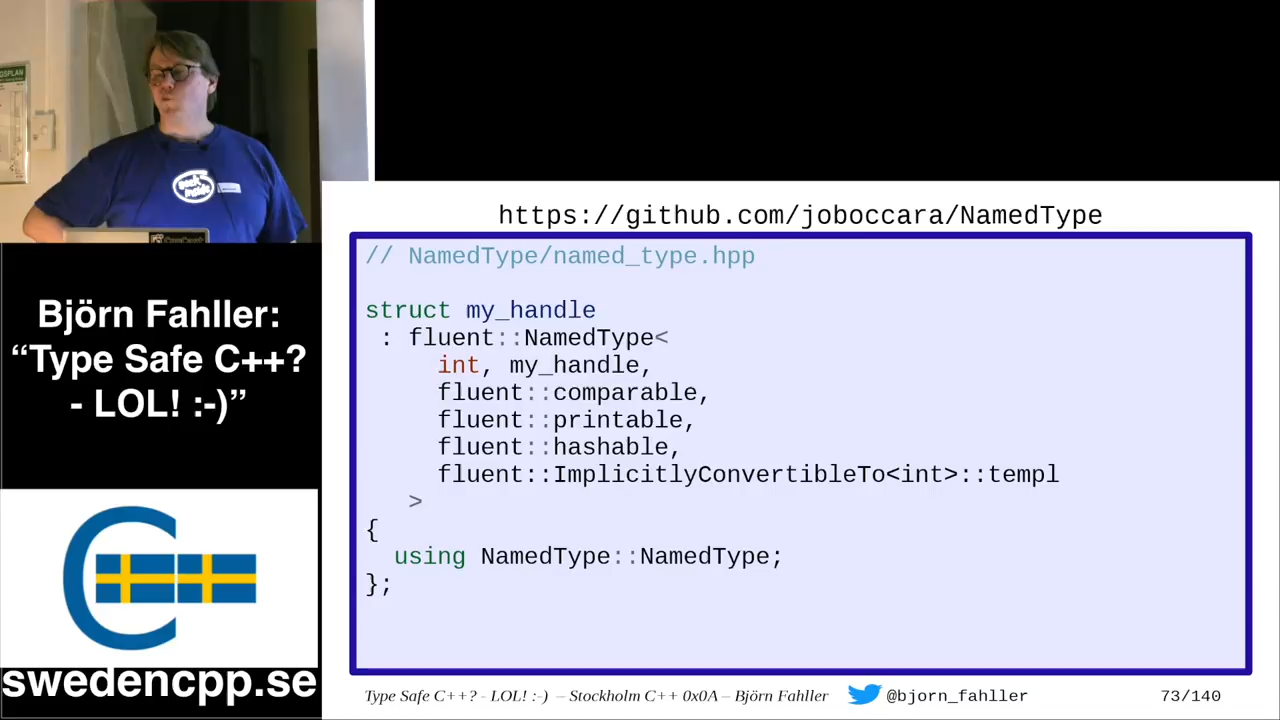 GSPLAN
https://github.com/joboccara/NamedType
// NamedType/named_type.hpp
struct my_handle
: fluent::NamedType<
int, my_handle,
fluent::comparable,
fluent::printable,
fluent::hashable,
fluent::ImplicitlyConvertibleTo<int>::templ
>
{
using NamedType::NamedType;
};
Björn Fahller:
“Type Safe C++?
- LOL! :-)”
C++
swedencpp.se
Type Safe C++? - LOL! :-) – Stockholm C++ 0x0A – Björn Fahller
@bjorn_fahller
73/140